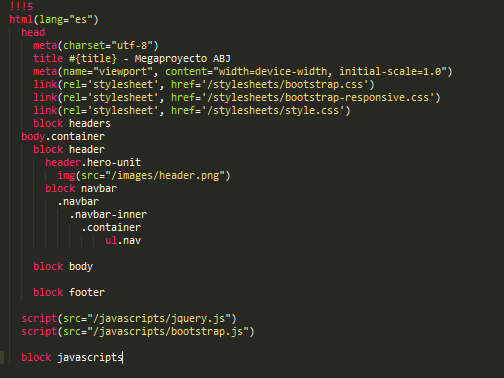 !!!5
html(lang="es")
head
meta(charset="utf-8")
title #{title} - Megaproyecto ABJ
meta(name="viewport", content="width=device-width, initial-scale=1.0")
link(rel='stylesheet', href='/stylesheets/bootstrap.css')
link(rel='stylesheet', href='/stylesheets/bootstrap-responsive.css')
link(rel='stylesheet', href='/stylesheets/style.css')
block headers
body.container
block header
header.hero-unit
img(src="/images/header.png")
block navbar
.navbar
.navbar-inner
.container
ul.nav
block body
block footer
script(src="/javascripts/jquery.js")
script(src="/javascripts/bootstrap.js")
block javascripts